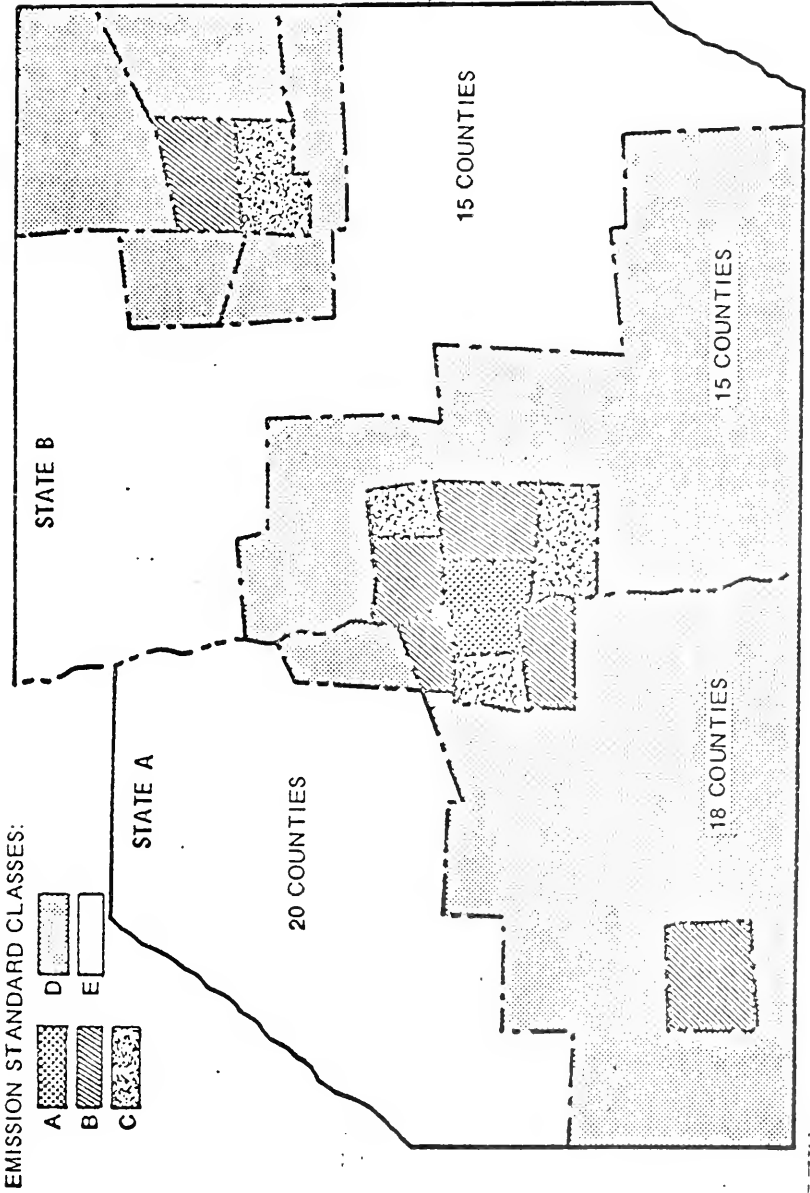 EMISSION STANDARD CLASSES:
A
B
C
D
E
STATE A
STATE B
20 COUNTIES
15 COUNTIES
18 COUNTIES
15 COUNTIES